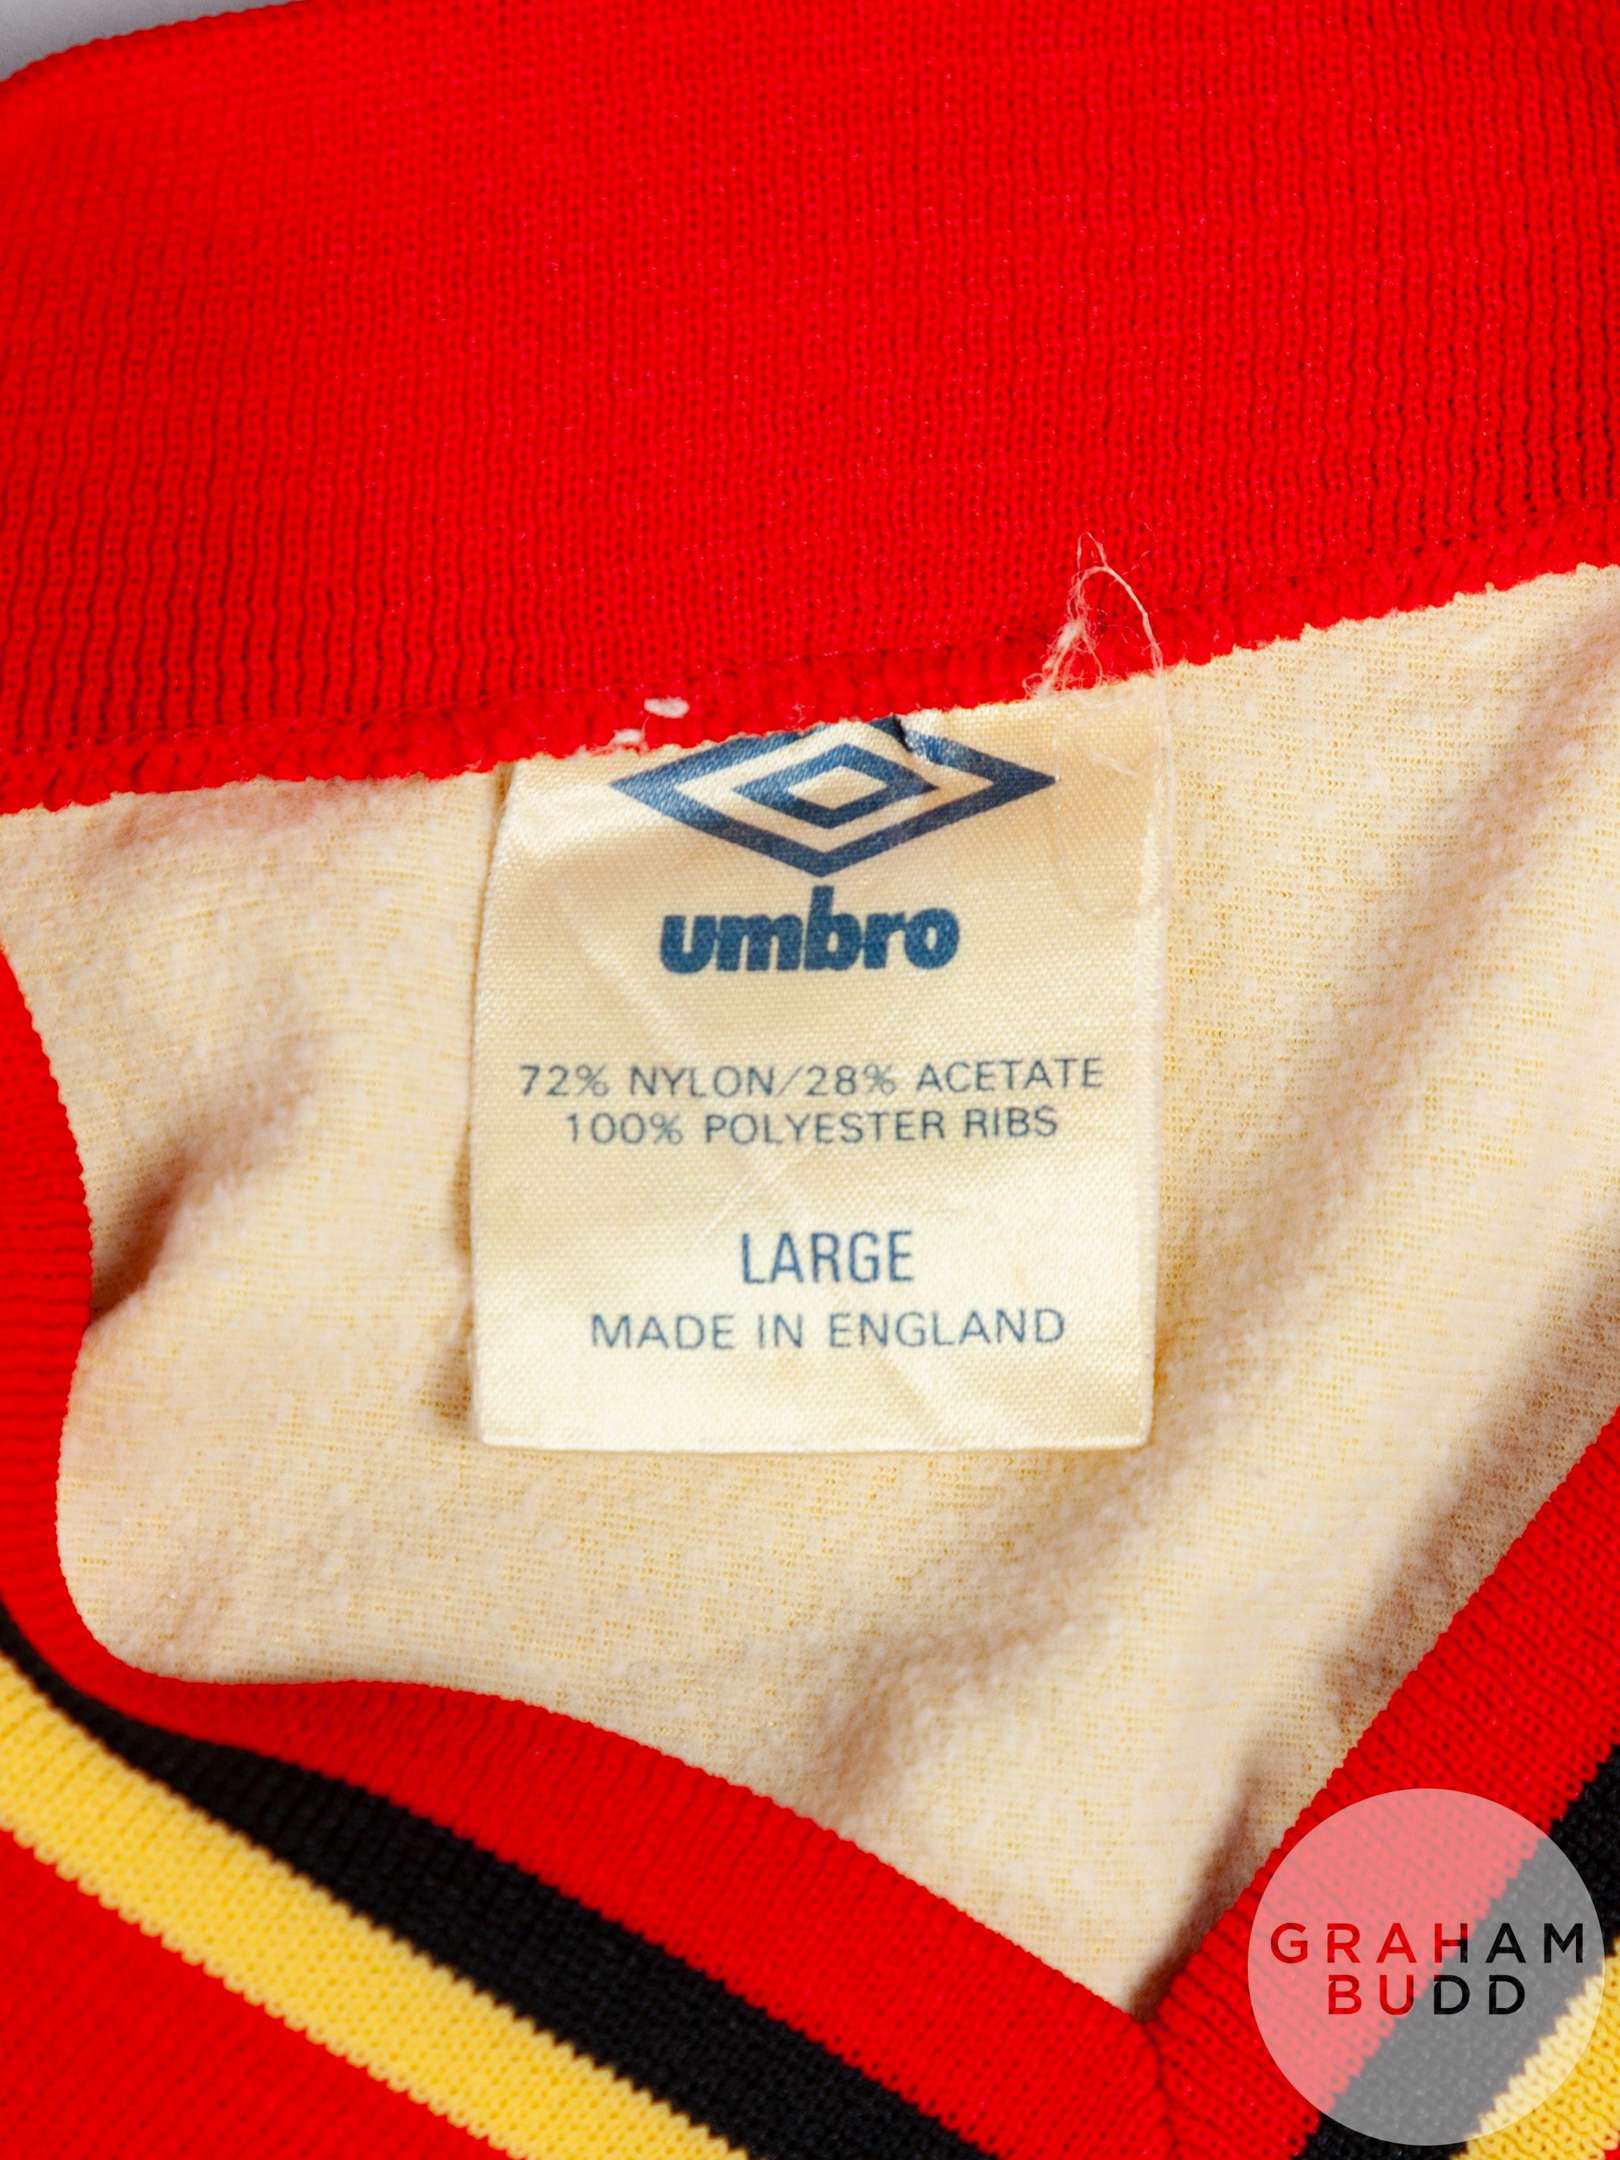 umbro
72% NYLON/28% ACETATE
100% POLYESTER RIBS
LARGE
MADE IN ENGLAND
GRAHAM
BUDD